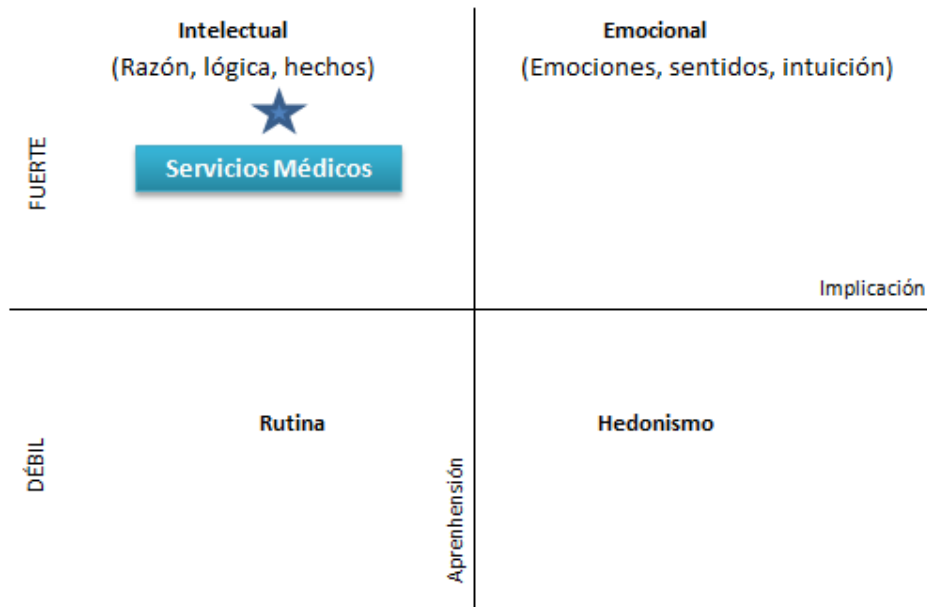 Intelectual
(Razón, lógica, hechos)
Emocional
(Emociones, sentidos, intuición)
FUERTE
Servicios Médicos
Implicación
DÉBIL
Rutina
Hedonismo
Aprenhensión